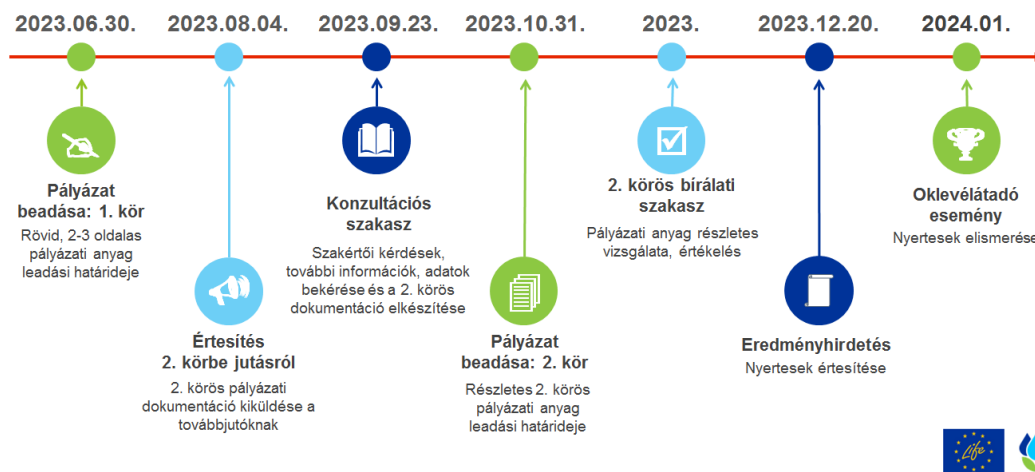 2023.06.30.
2023.08.04.
2023.09.23.
2023.10.31.
2023.
2023.12.20.
2024.01.
Pályázat
beadása: 1. kör
Rövid, 2-3 oldalas
pályázati anyag
leadási határideje
Értesítés
2. körbe jutásról
2. körös pályázati
dokumentáció kiküldése a
továbbjutóknak
Konzultációs
szakasz
Szakértői kérdések,
további információk, adatok
bekérése és a 2. körös
dokumentáció elkészítése
Pályázat
beadása: 2. kör
Részletes 2. körös
pályázati anyag
leadási határideje
2. körös bírálati
szakasz
Pályázati anyag részletes
vizsgálata, értékelés
Eredményhirdetés
Nyertesek értesítése
Oklevélátadó
esemény
Nyertesek elismerése
Life